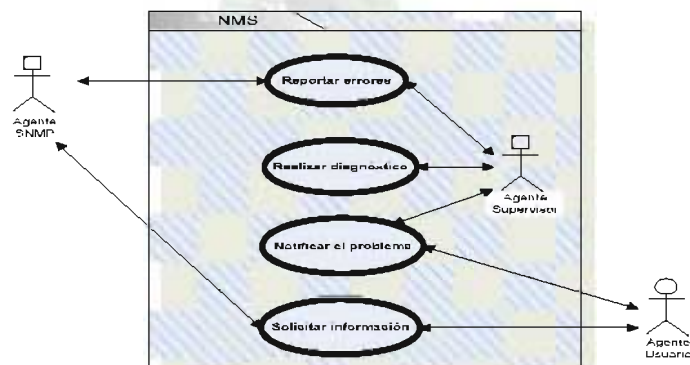 NMS
Reportar errores
Agente
SNMP
Realizar diagnóstico
Agente
Supervisor
Notificar el problema
Solicitar información
Agente
Usuario